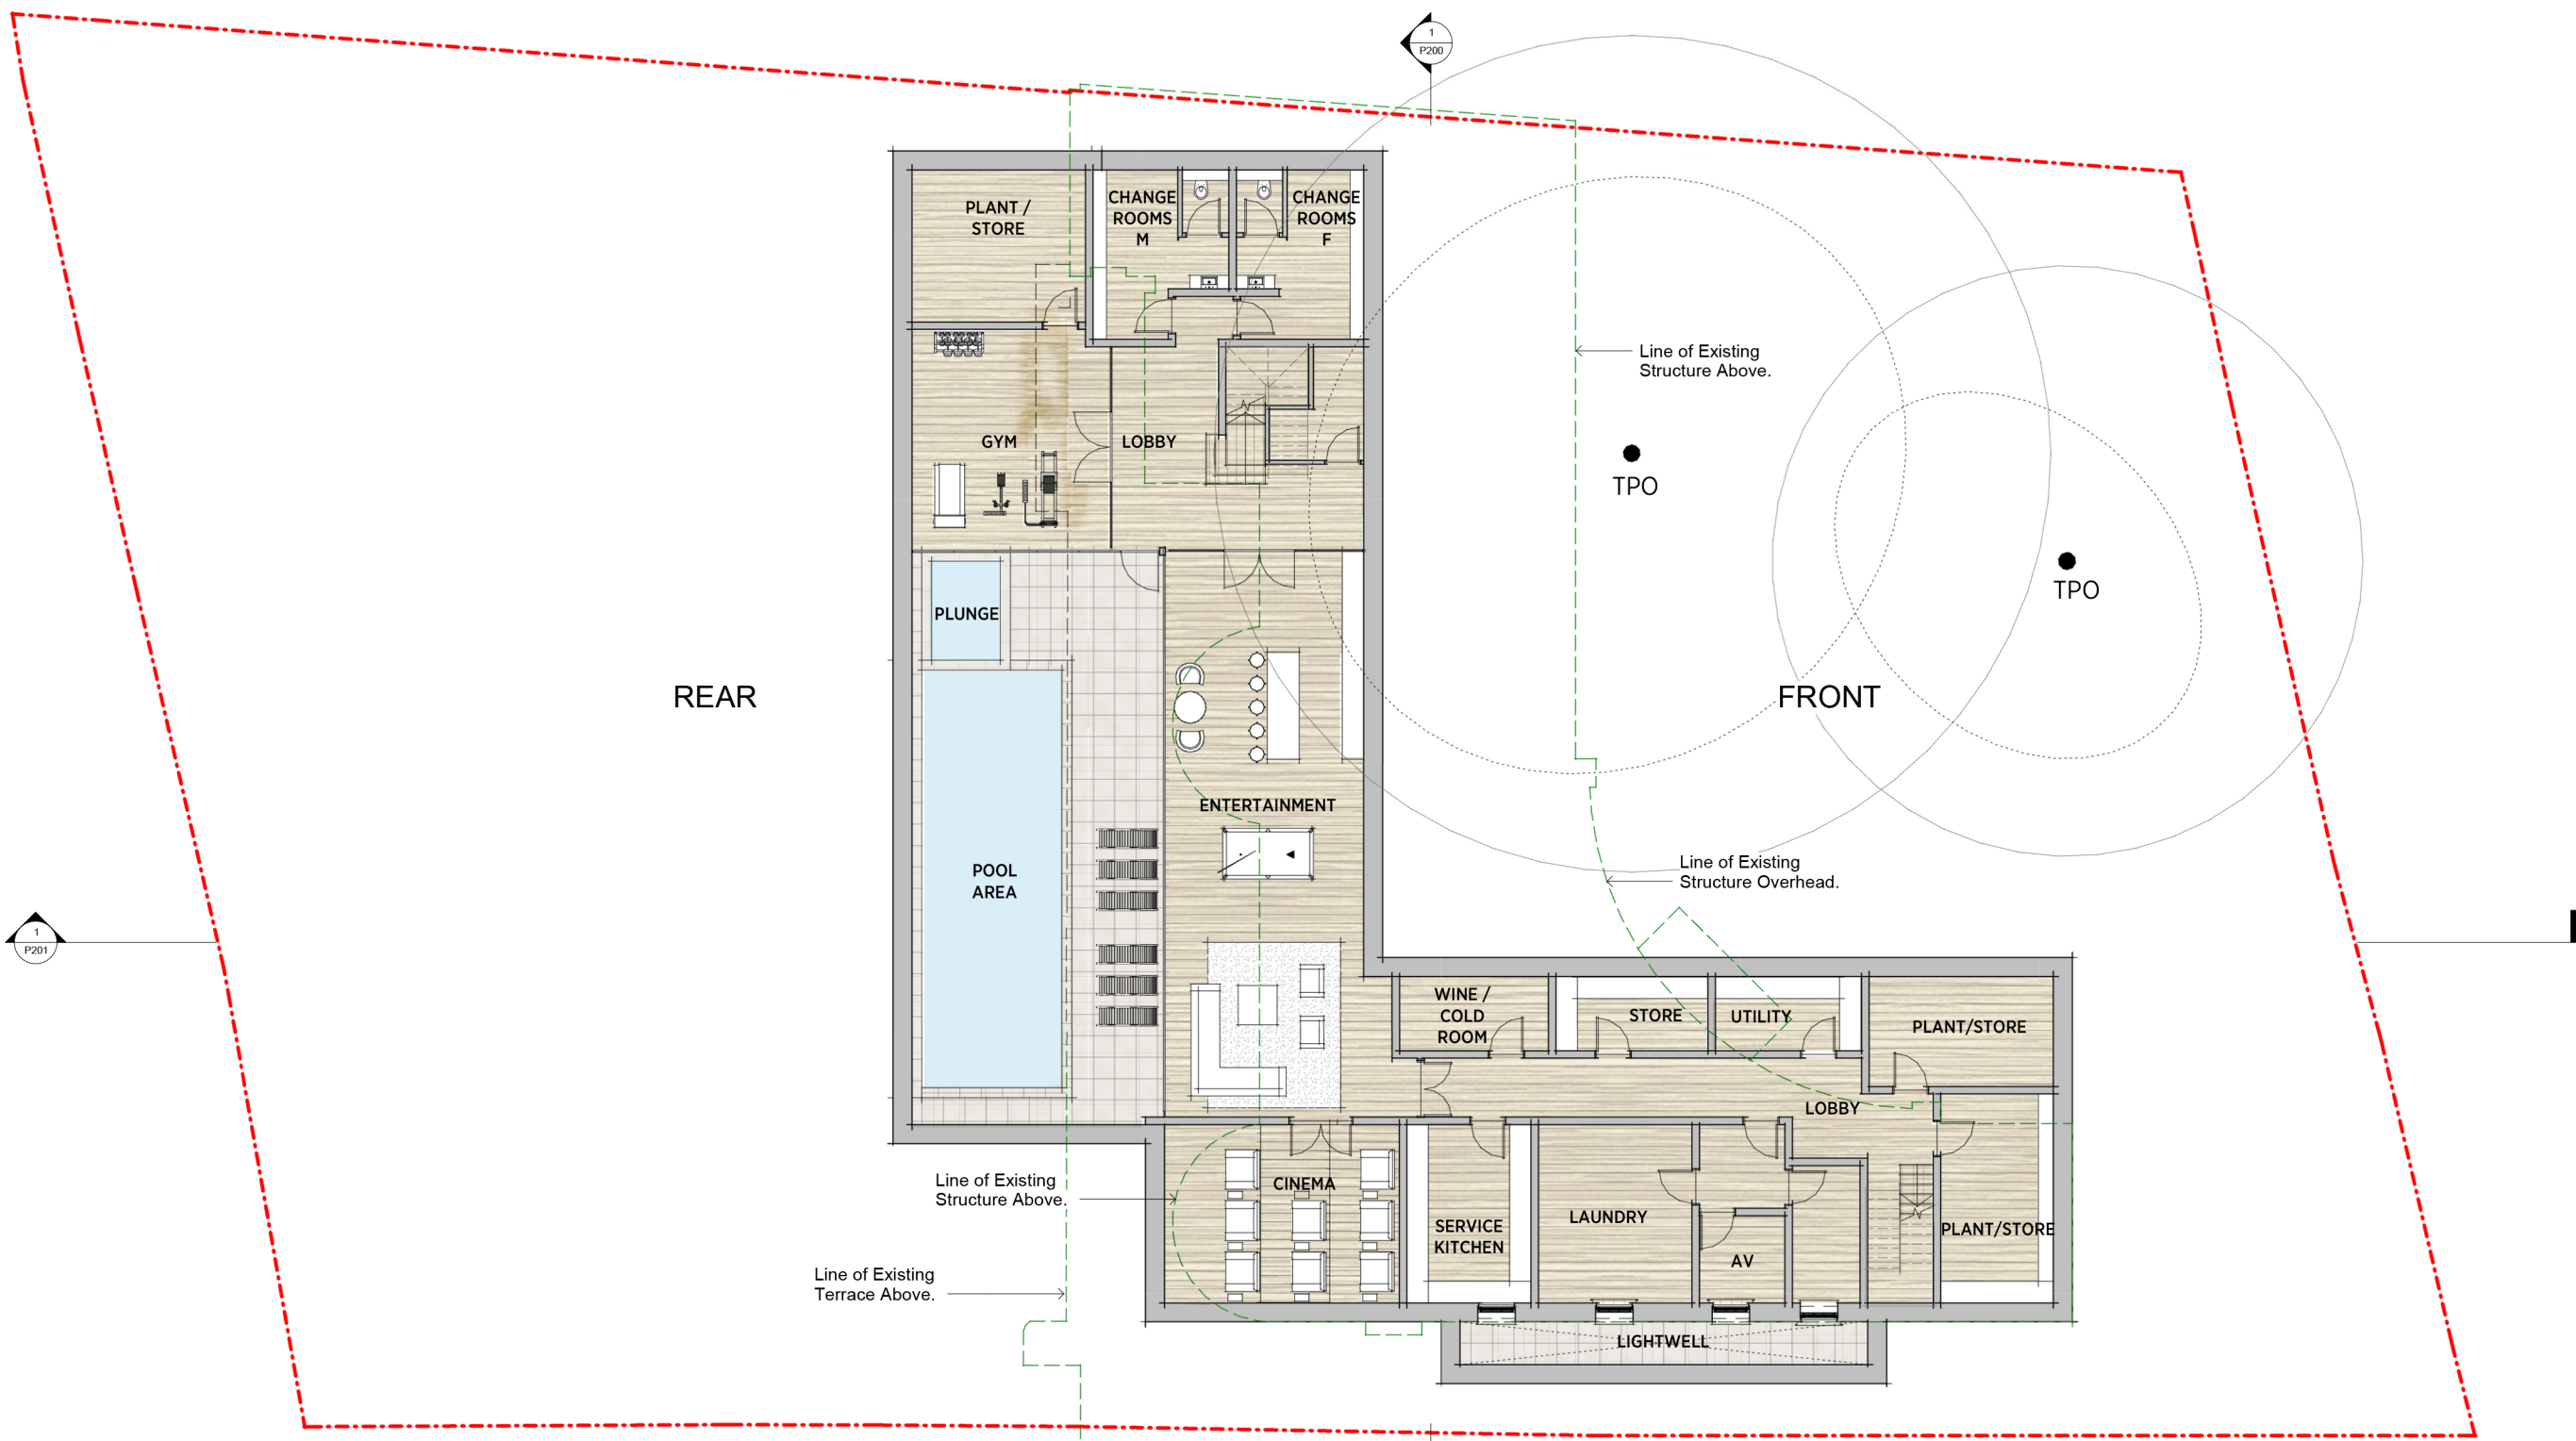 1
P200
PLANT /
STORE
CHANGE
ROOMS
M
CHANGE
ROOMS
F
Line of Existing
Structure Above.
GYM
LOBBY
TPO
TPO
PLUNGE
REAR
FRONT
ENTERTAINMENT
POOL
AREA
Line of Existing
Structure Overhead.
1
P201
WINE /
COLD
ROOM
STORE
UTILITY
PLANT/STORE
LOBBY
Line of Existing
Structure Above.
CINEMA
SERVICE
KITCHEN
LAUNDRY
PLANT/STORE
AV
Line of Existing
Terrace Above.
LIGHTWELL